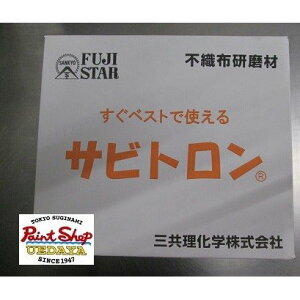 SANKYO
FUJI
STAR
不織布研磨材
すぐベストで使える
サビトロン®
三共理化学株式会社
TOKYO SUGINAMI
Paint Shop
UEDAYA
SINCE 1947